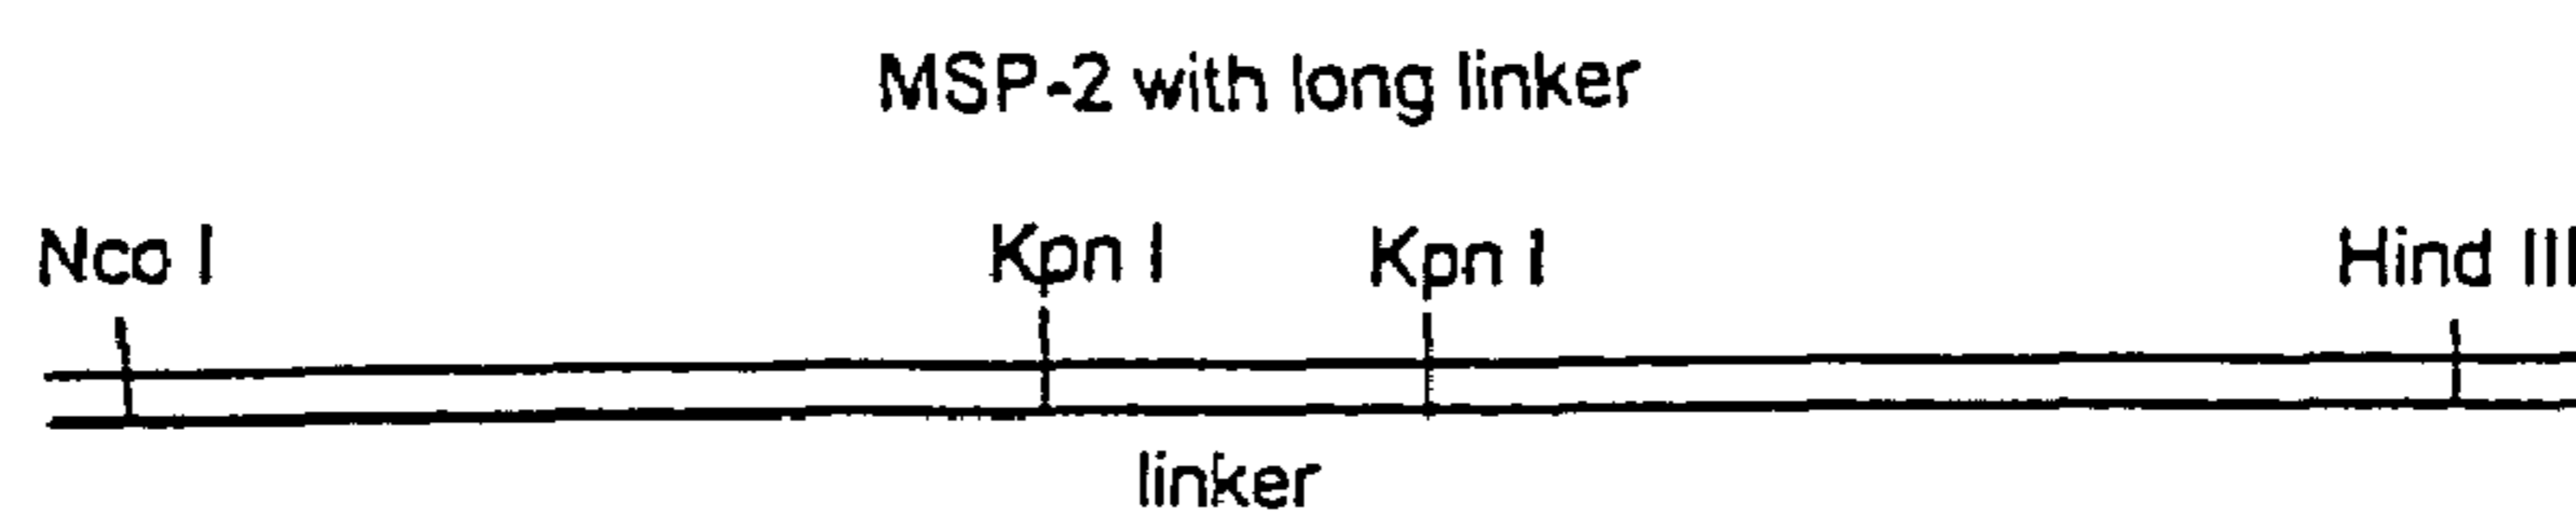 MSP-2 with long linker
Nco I Kpn I Kpn I Hind III
linker